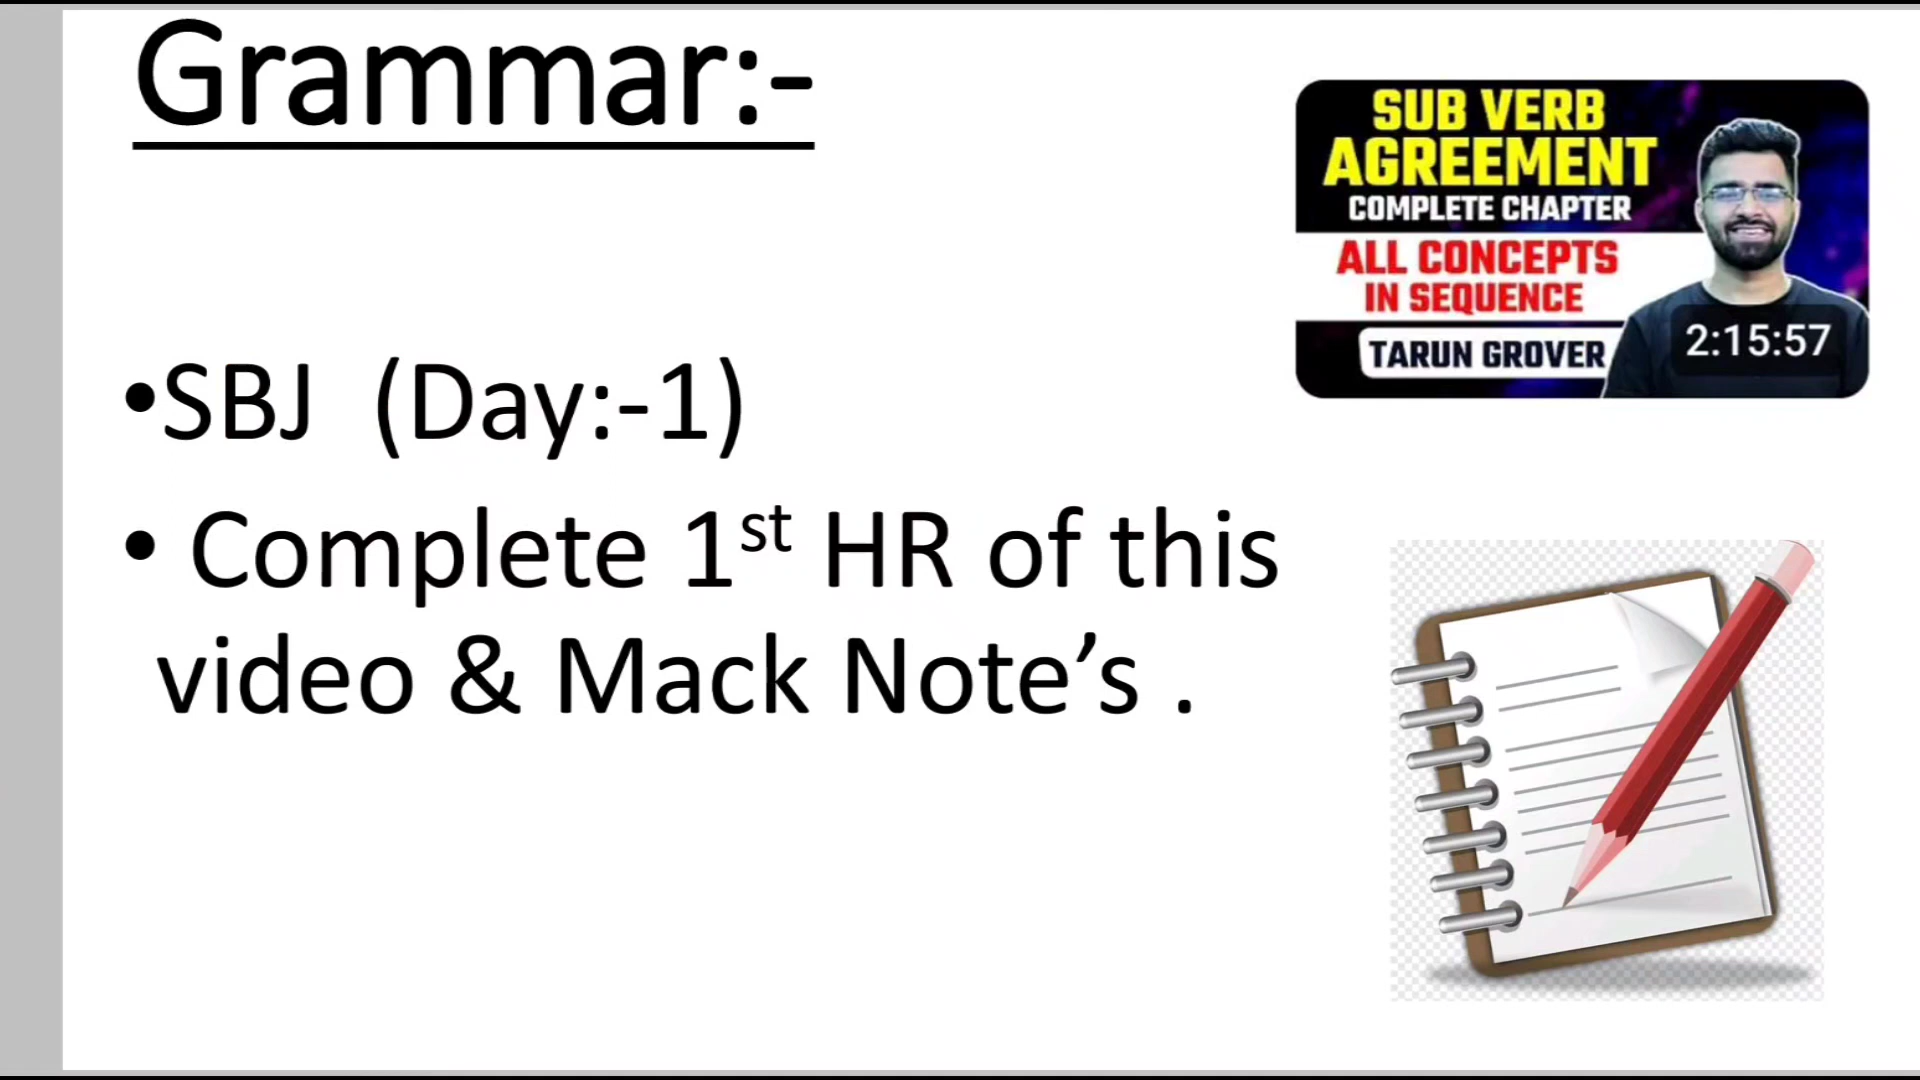 Grammar:-
SUB VERB
AGREEMENT
COMPLETE CHAPTER
ALL CONCEPTS
IN SEQUENCE
TARUN GROVER
2:15:57
•SBJ (Day:-1)
• Complete 1st HR of this
video & Mack Note’s .